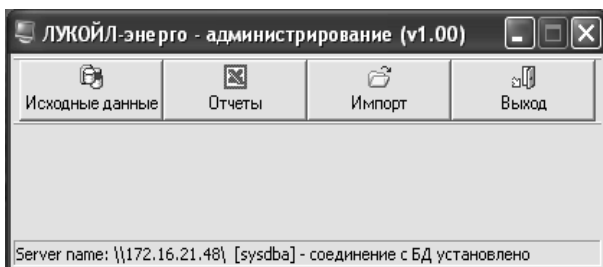 ЛУКОЙЛ-энерго - администрирование (v1.00)
Исходные данные Отчеты Импорт Выход
Server name: \\172.16.21.48\ [sysdba] - соединение с БД установлено